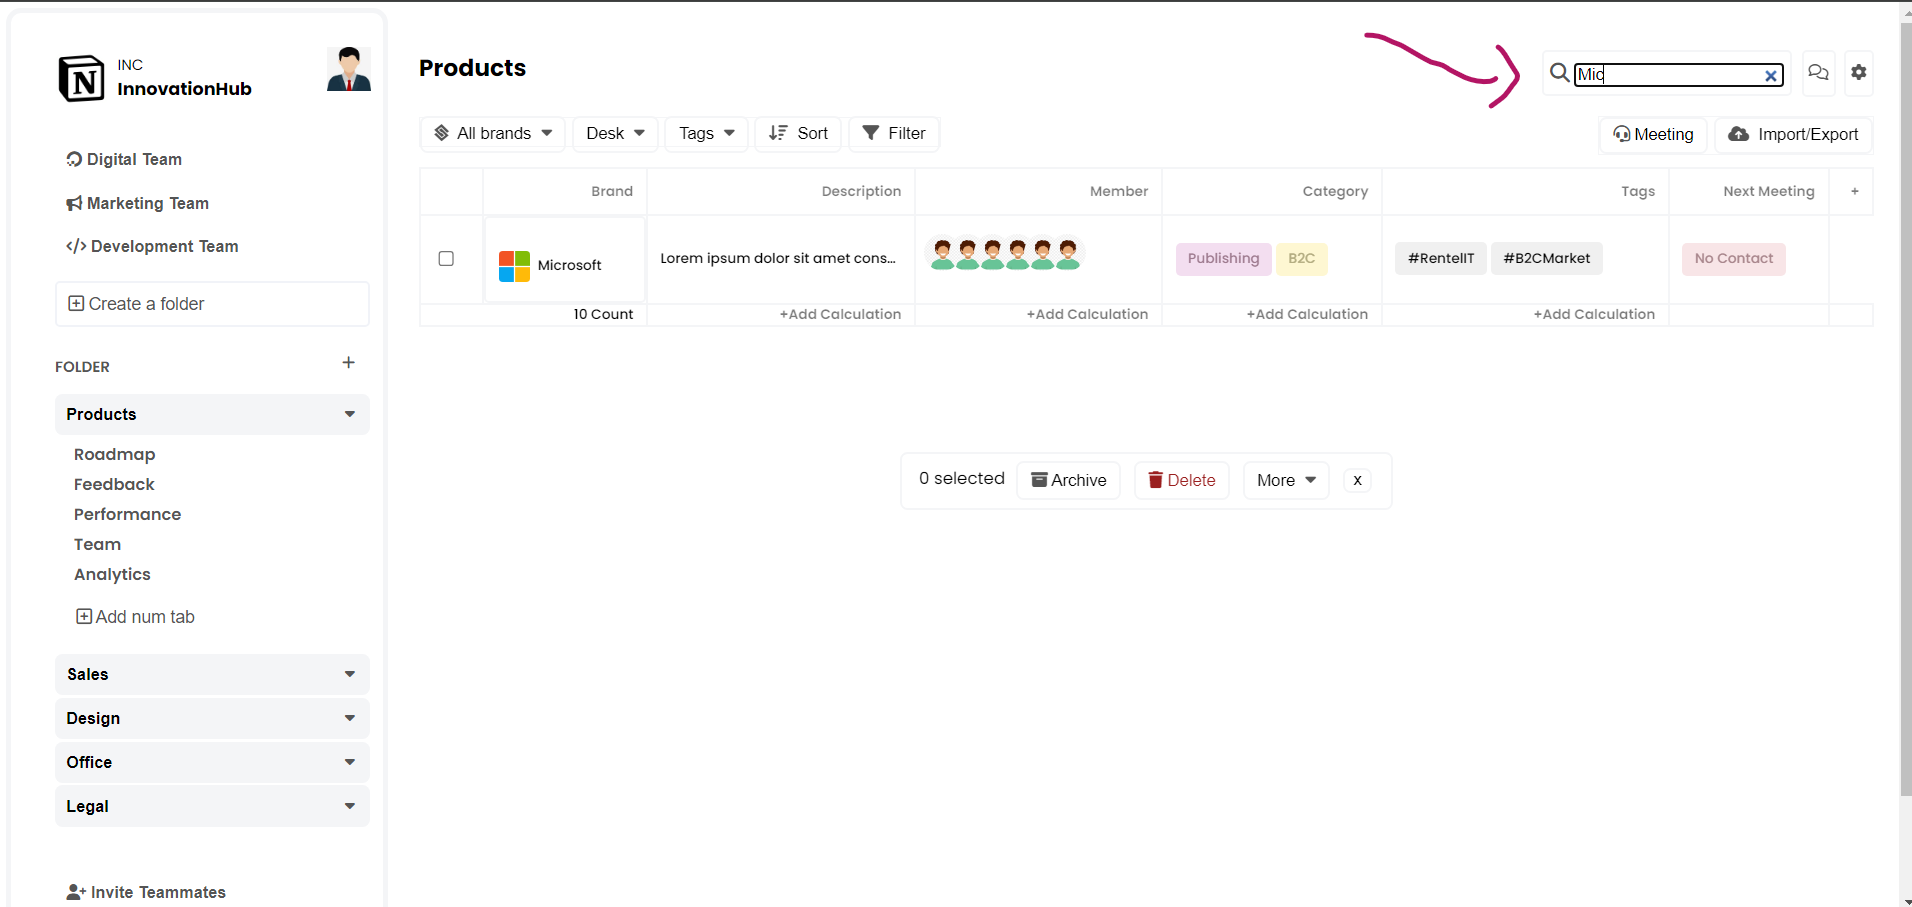 INC
InnovationHub
Digital Team
Marketing Team
</> Development Team
Create a folder
FOLDER +
Products
Roadmap
Feedback
Performance
Team
Analytics
Add num tab
Sales
Design
Office
Legal
Invite Teammates
Products
Mic
All brands Desk Tags Sort Filter
Meeting Import/Export
Brand Description Member Category Tags Next Meeting +
Microsoft Lorem ipsum dolor sit amet cons... Publishing B2C #RenteIIT #B2CMarket No Contact
10 Count +Add Calculation +Add Calculation +Add Calculation +Add Calculation
0 selected Archive Delete More x